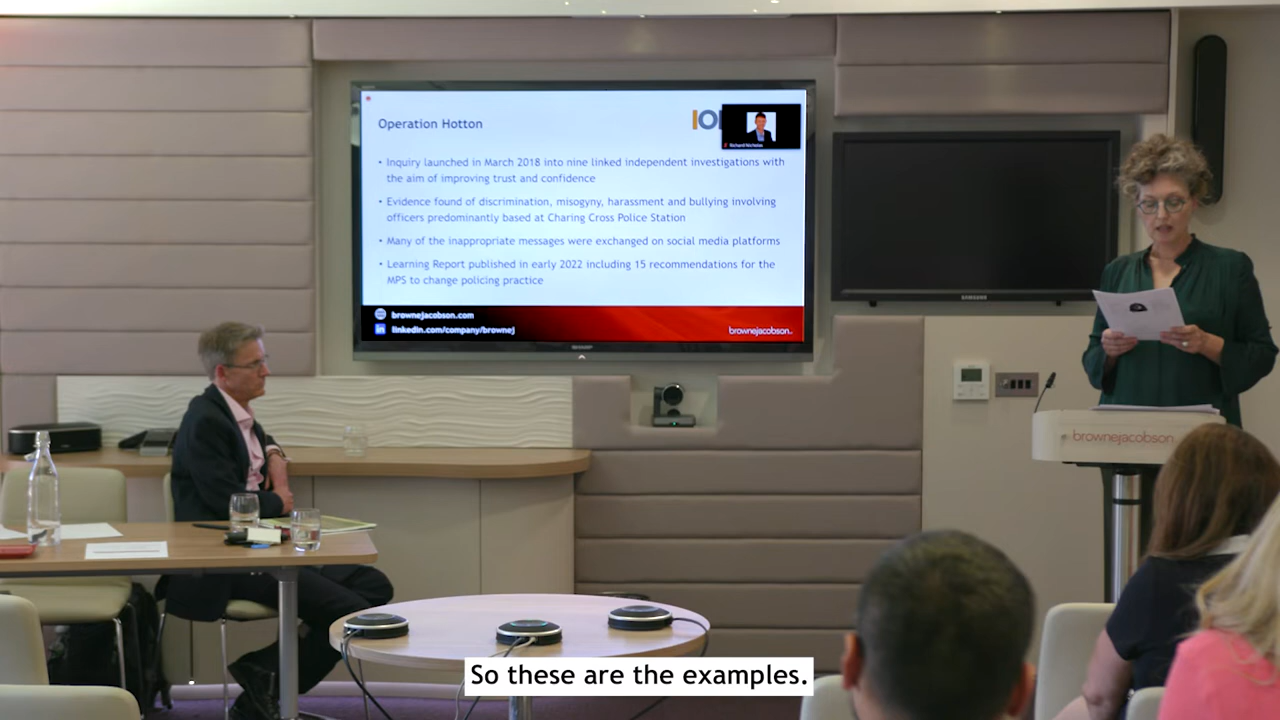 Operation Hotton
Richard Nicholas
• Inquiry launched in March 2018 into nine linked independent investigations with
the aim of improving trust and confidence
• Evidence found of discrimination, misogyny, harassment and bullying involving
officers predominantly based at Charing Cross Police Station
• Many of the inappropriate messages were exchanged on social media platforms
• Learning Report published in early 2022 including 15 recommendations for the
MPS to change policing practice
brownejacobson.com
in linkedin.com/company/brownej
brownejacobson
SHARP
SAMSUNG
brownejacobson
So these are the examples.